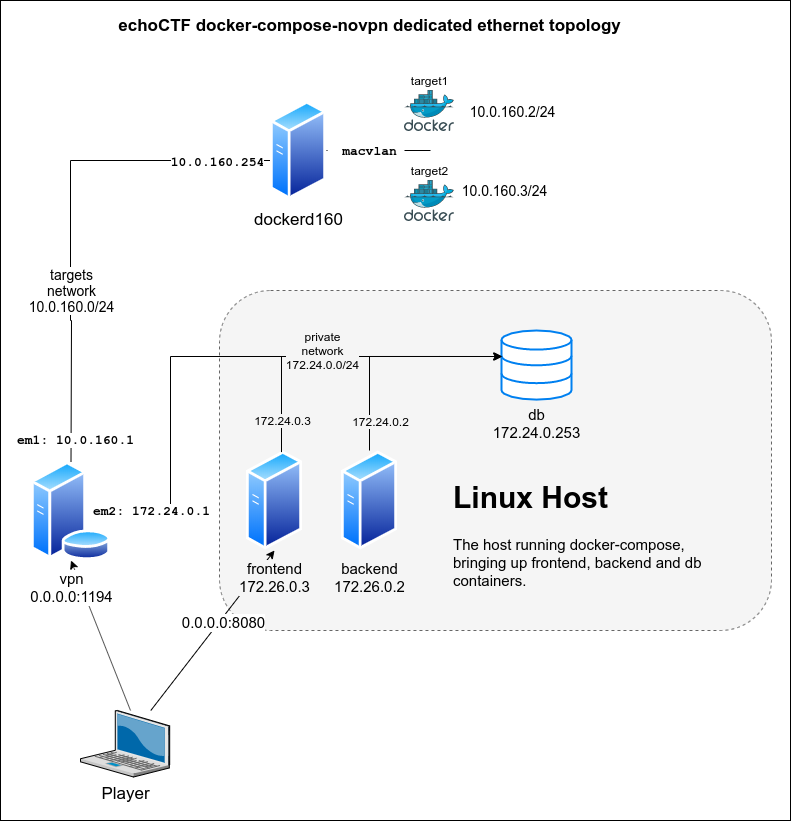 echoCTF docker-compose-novpn dedicated ethernet topology
target1
docker
10.0.160.2/24
10.0.160.254
macvlan
target2
docker
10.0.160.3/24
dockerd160
targets
network
10.0.160.0/24
private
network
172.24.0.0/24
db
172.24.0.253
172.24.0.3
172.24.0.2
em1: 10.0.160.1
em2: 172.24.0.1
Linux Host
The host running docker-compose,
bringing up frontend, backend and db
containers.
frontend
172.26.0.3
backend
172.26.0.2
vpn
0.0.0.0:1194
0.0.0.0:8080
Player